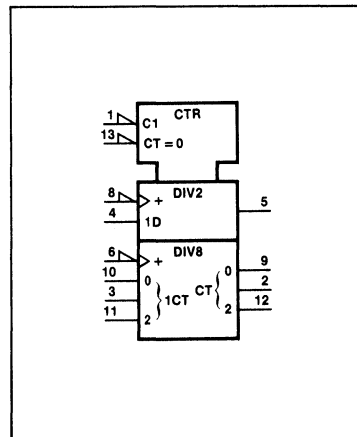 CTR
1 C1
13 CT = 0
DIV2
8 + 5
4 1D
DIV8
6 +
10 0 0 9
3 } 1CT CT { 2
11 2 2 12